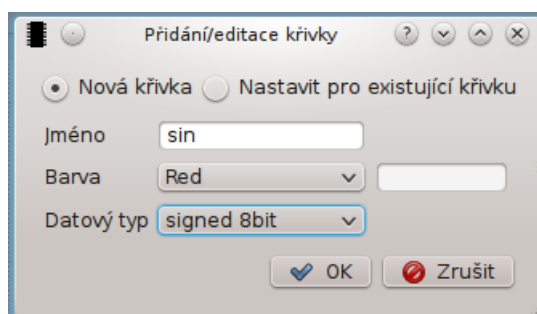 Přidání/editace křivky
Nová křivka Nastavit pro existující křivku
Jméno sin
Barva Red
Datový typ signed 8bit
OK Zrušit